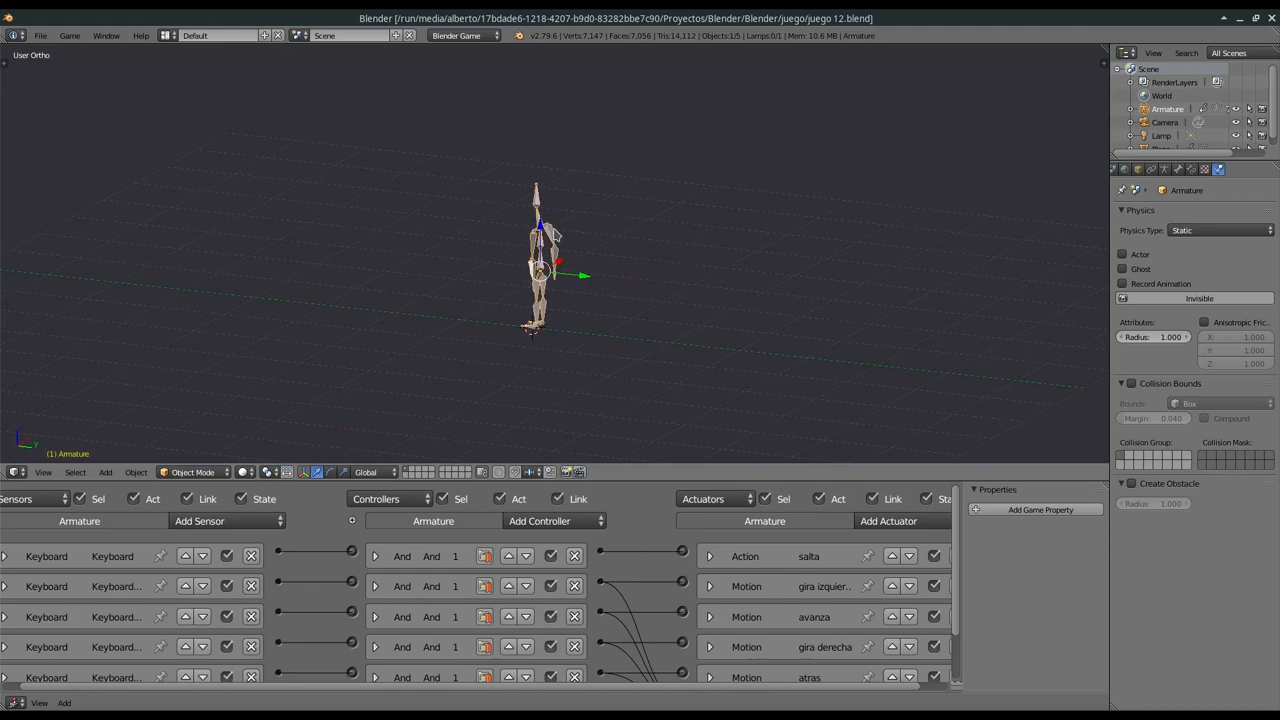 Blender [/run/media/alberto/17bdade6-1218-4207-b9d0-83282bbe7c90/Proyectos/Blender/Blender/juego/juego 12.blend]
File Game Window Help Default Scene Blender Game v2.79.6 | Verts:7,147 | Faces:7,056 | Tris:14,112 | Objects:1/5 | Lamps:0/1 | Mem: 10.6 MB | Armature
View Search All Scenes
User Ortho
Scene
RenderLayers
World
Armature
Camera
Lamp
Armature
Physics
Physics Type: Static
Actor
Ghost
Record Animation
Invisible
Attributes: Anisotropic Fric...
Radius: 1.000 X: 1.000
Y: 1.000
Z: 1.000
Collision Bounds
Bounds: Box
Margin: 0.040 Compound
Collision Group: Collision Mask:
Create Obstacle
Radius: 1.000
y
(1) Armature
View Select Add Object Object Mode Global
Sensors Sel Act Link State Controllers Sel Act Link Actuators Sel Act Link Sta
Armature Add Sensor Armature Add Controller Armature Add Actuator
Keyboard Keyboard And And 1 Action salta
Keyboard Keyboard... And And 1 Motion gira izquier..
Keyboard Keyboard... And And 1 Motion avanza
Keyboard Keyboard... And And 1 Motion gira derecha
Keyboard Keyboard... And And 1 Motion atras
Properties
Add Game Property
View Add